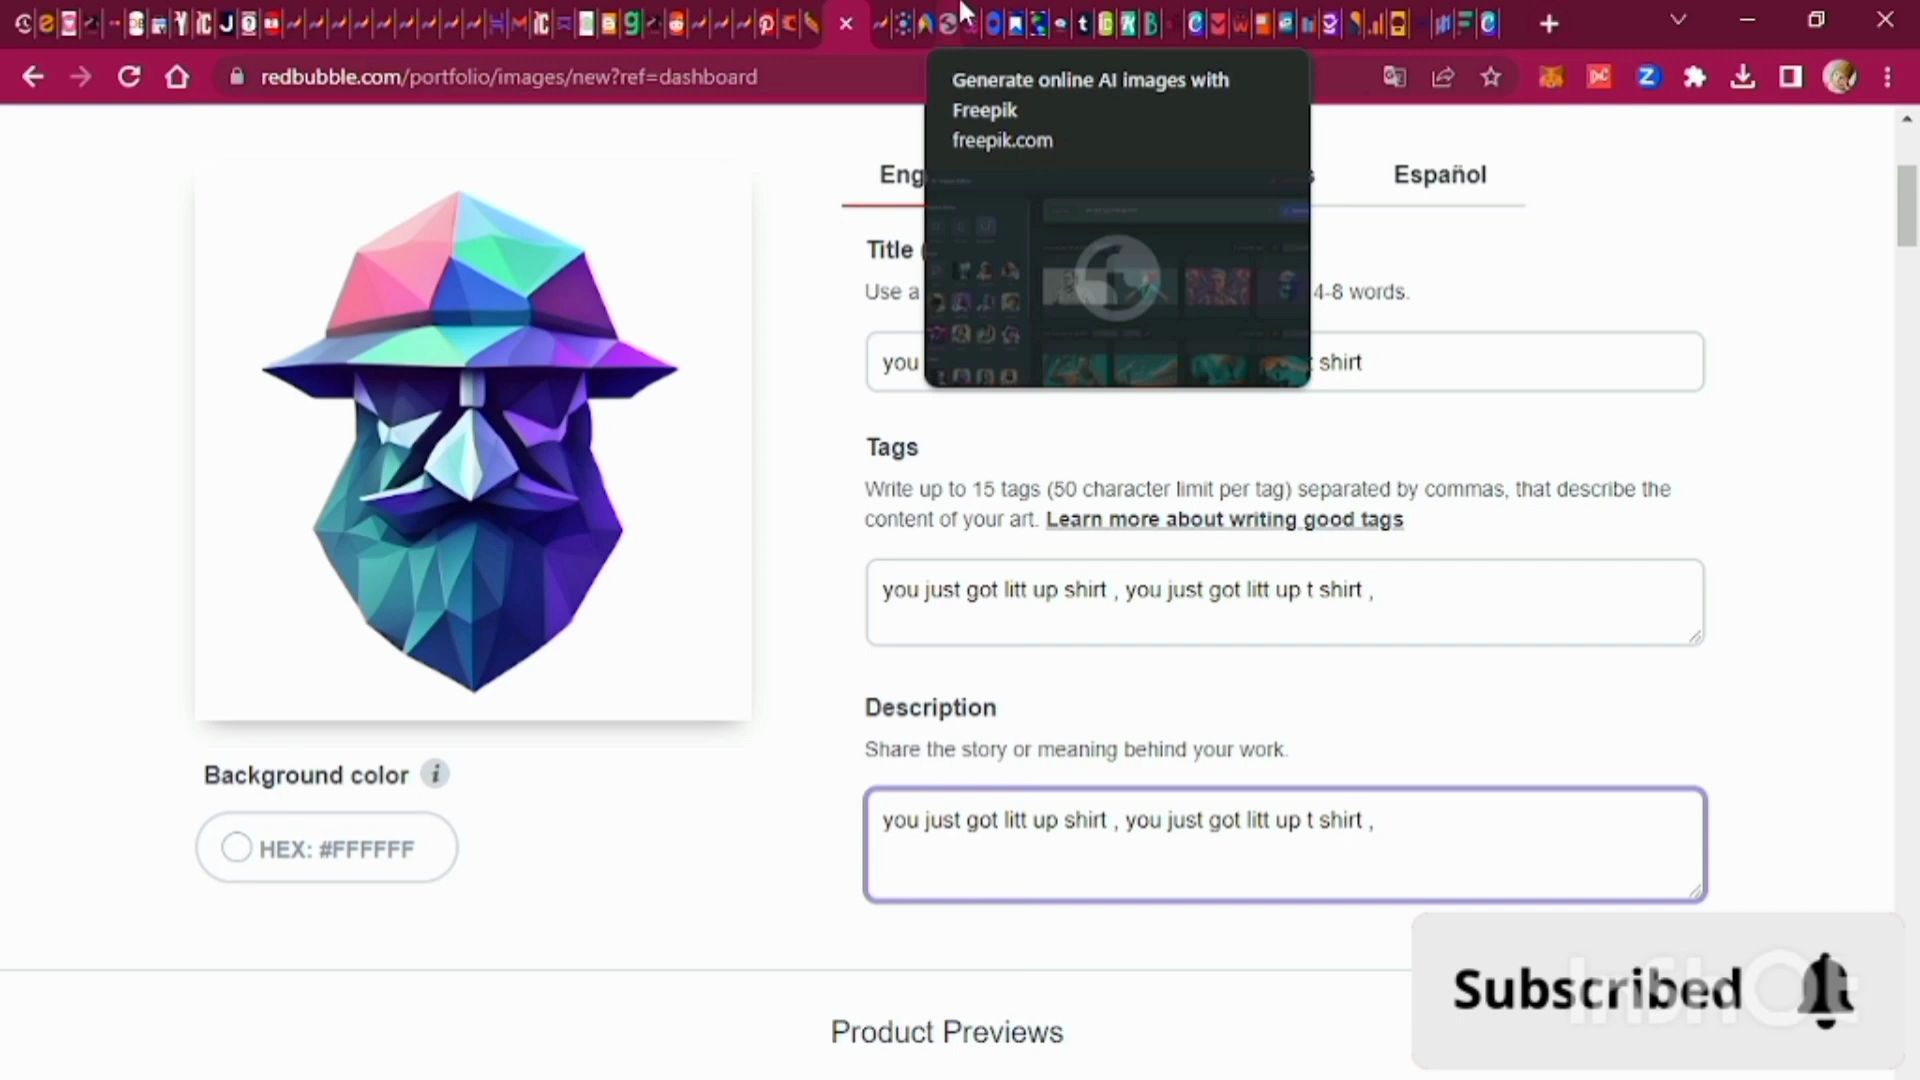 redbubble.com/portfolio/images/new?ref=dashboard
Generate online AI images with
Freepik
freepik.com
Eng
Español
Title
Use a
4-8 words.
you
shirt
Tags
Write up to 15 tags (50 character limit per tag) separated by commas, that describe the
content of your art. Learn more about writing good tags
you just got litt up shirt , you just got litt up t shirt ,
Description
Share the story or meaning behind your work.
you just got litt up shirt , you just got litt up t shirt ,
Background color
HEX: #FFFFFF
Subscribed
InShOt
Product Previews